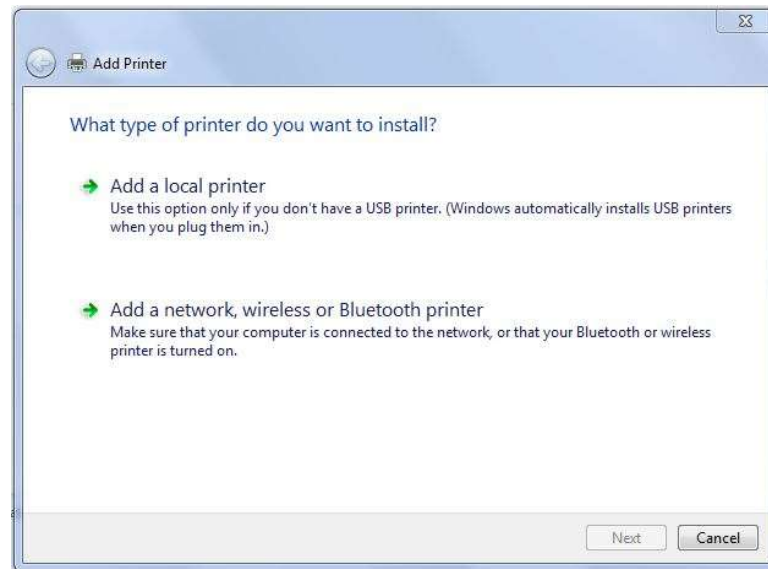 Add Printer
What type of printer do you want to install?
Add a local printer
Use this option only if you don't have a USB printer. (Windows automatically installs USB printers
when you plug them in.)
Add a network, wireless or Bluetooth printer
Make sure that your computer is connected to the network, or that your Bluetooth or wireless
printer is turned on.
Next
Cancel